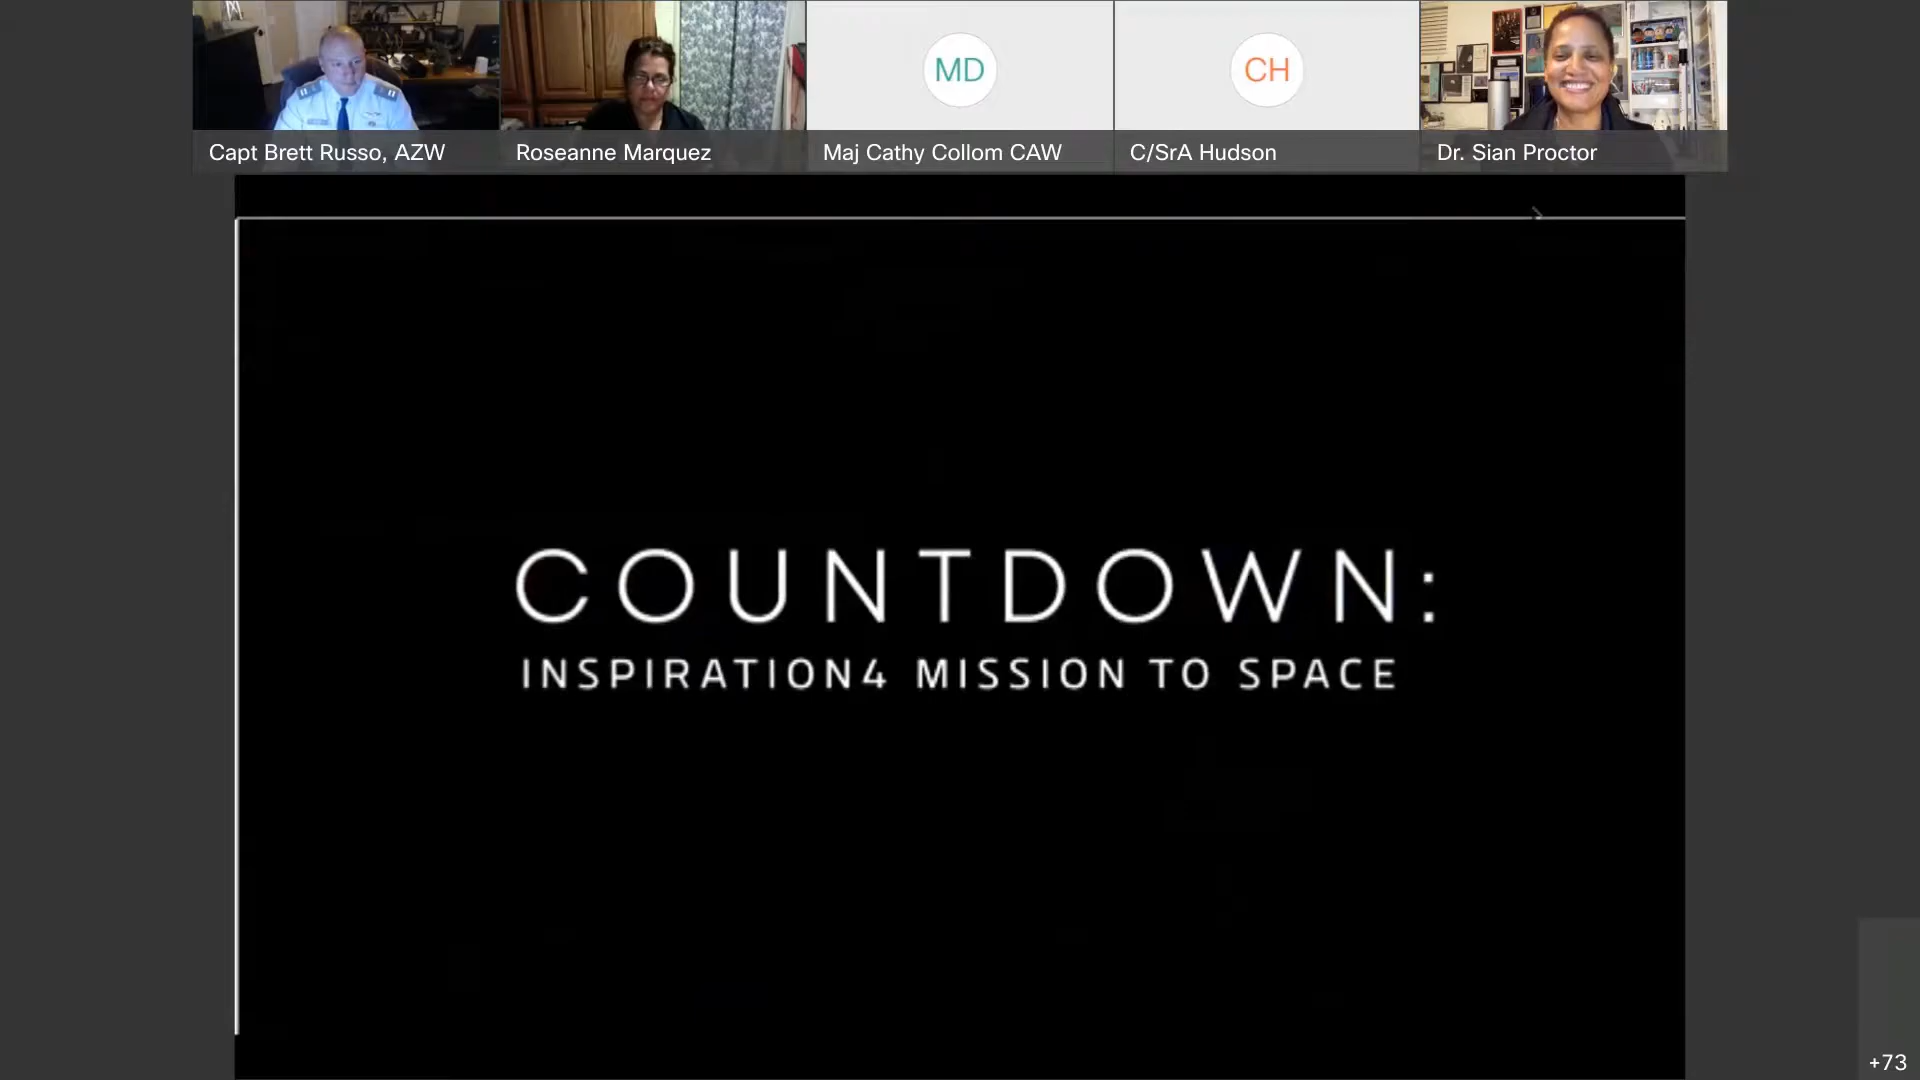 MD
CH
Capt Brett Russo, AZW
Roseanne Marquez
Maj Cathy Collom CAW
C/SrA Hudson
Dr. Sian Proctor
COUNTDOWN:
INSPIRATION4 MISSION TO SPACE
+73